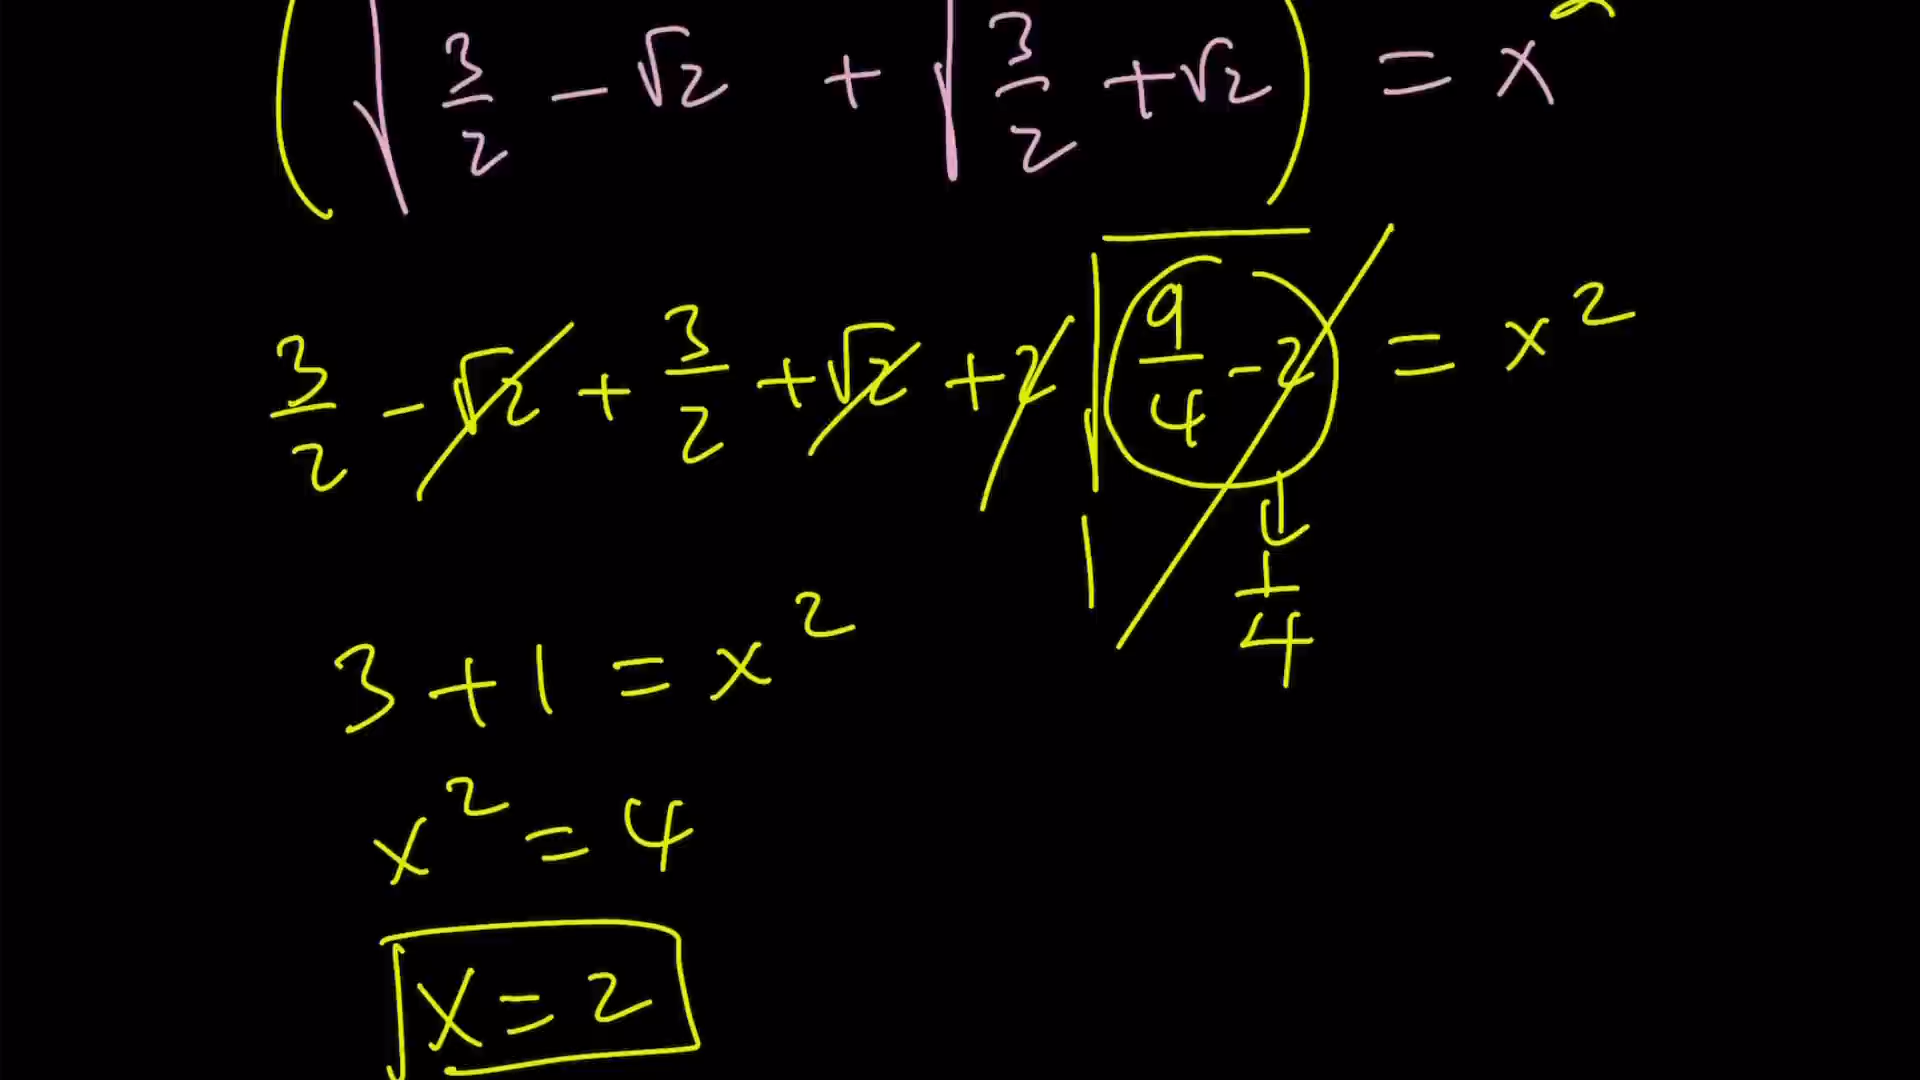 (√(3/2 - √2) + √(3/2 + √2)) = x²
3/2 - √2 + 3/2 + √2 + 2√(9/4 - 2) = x²
1
↓
1/4
3 + 1 = x²
x² = 4
x = 2